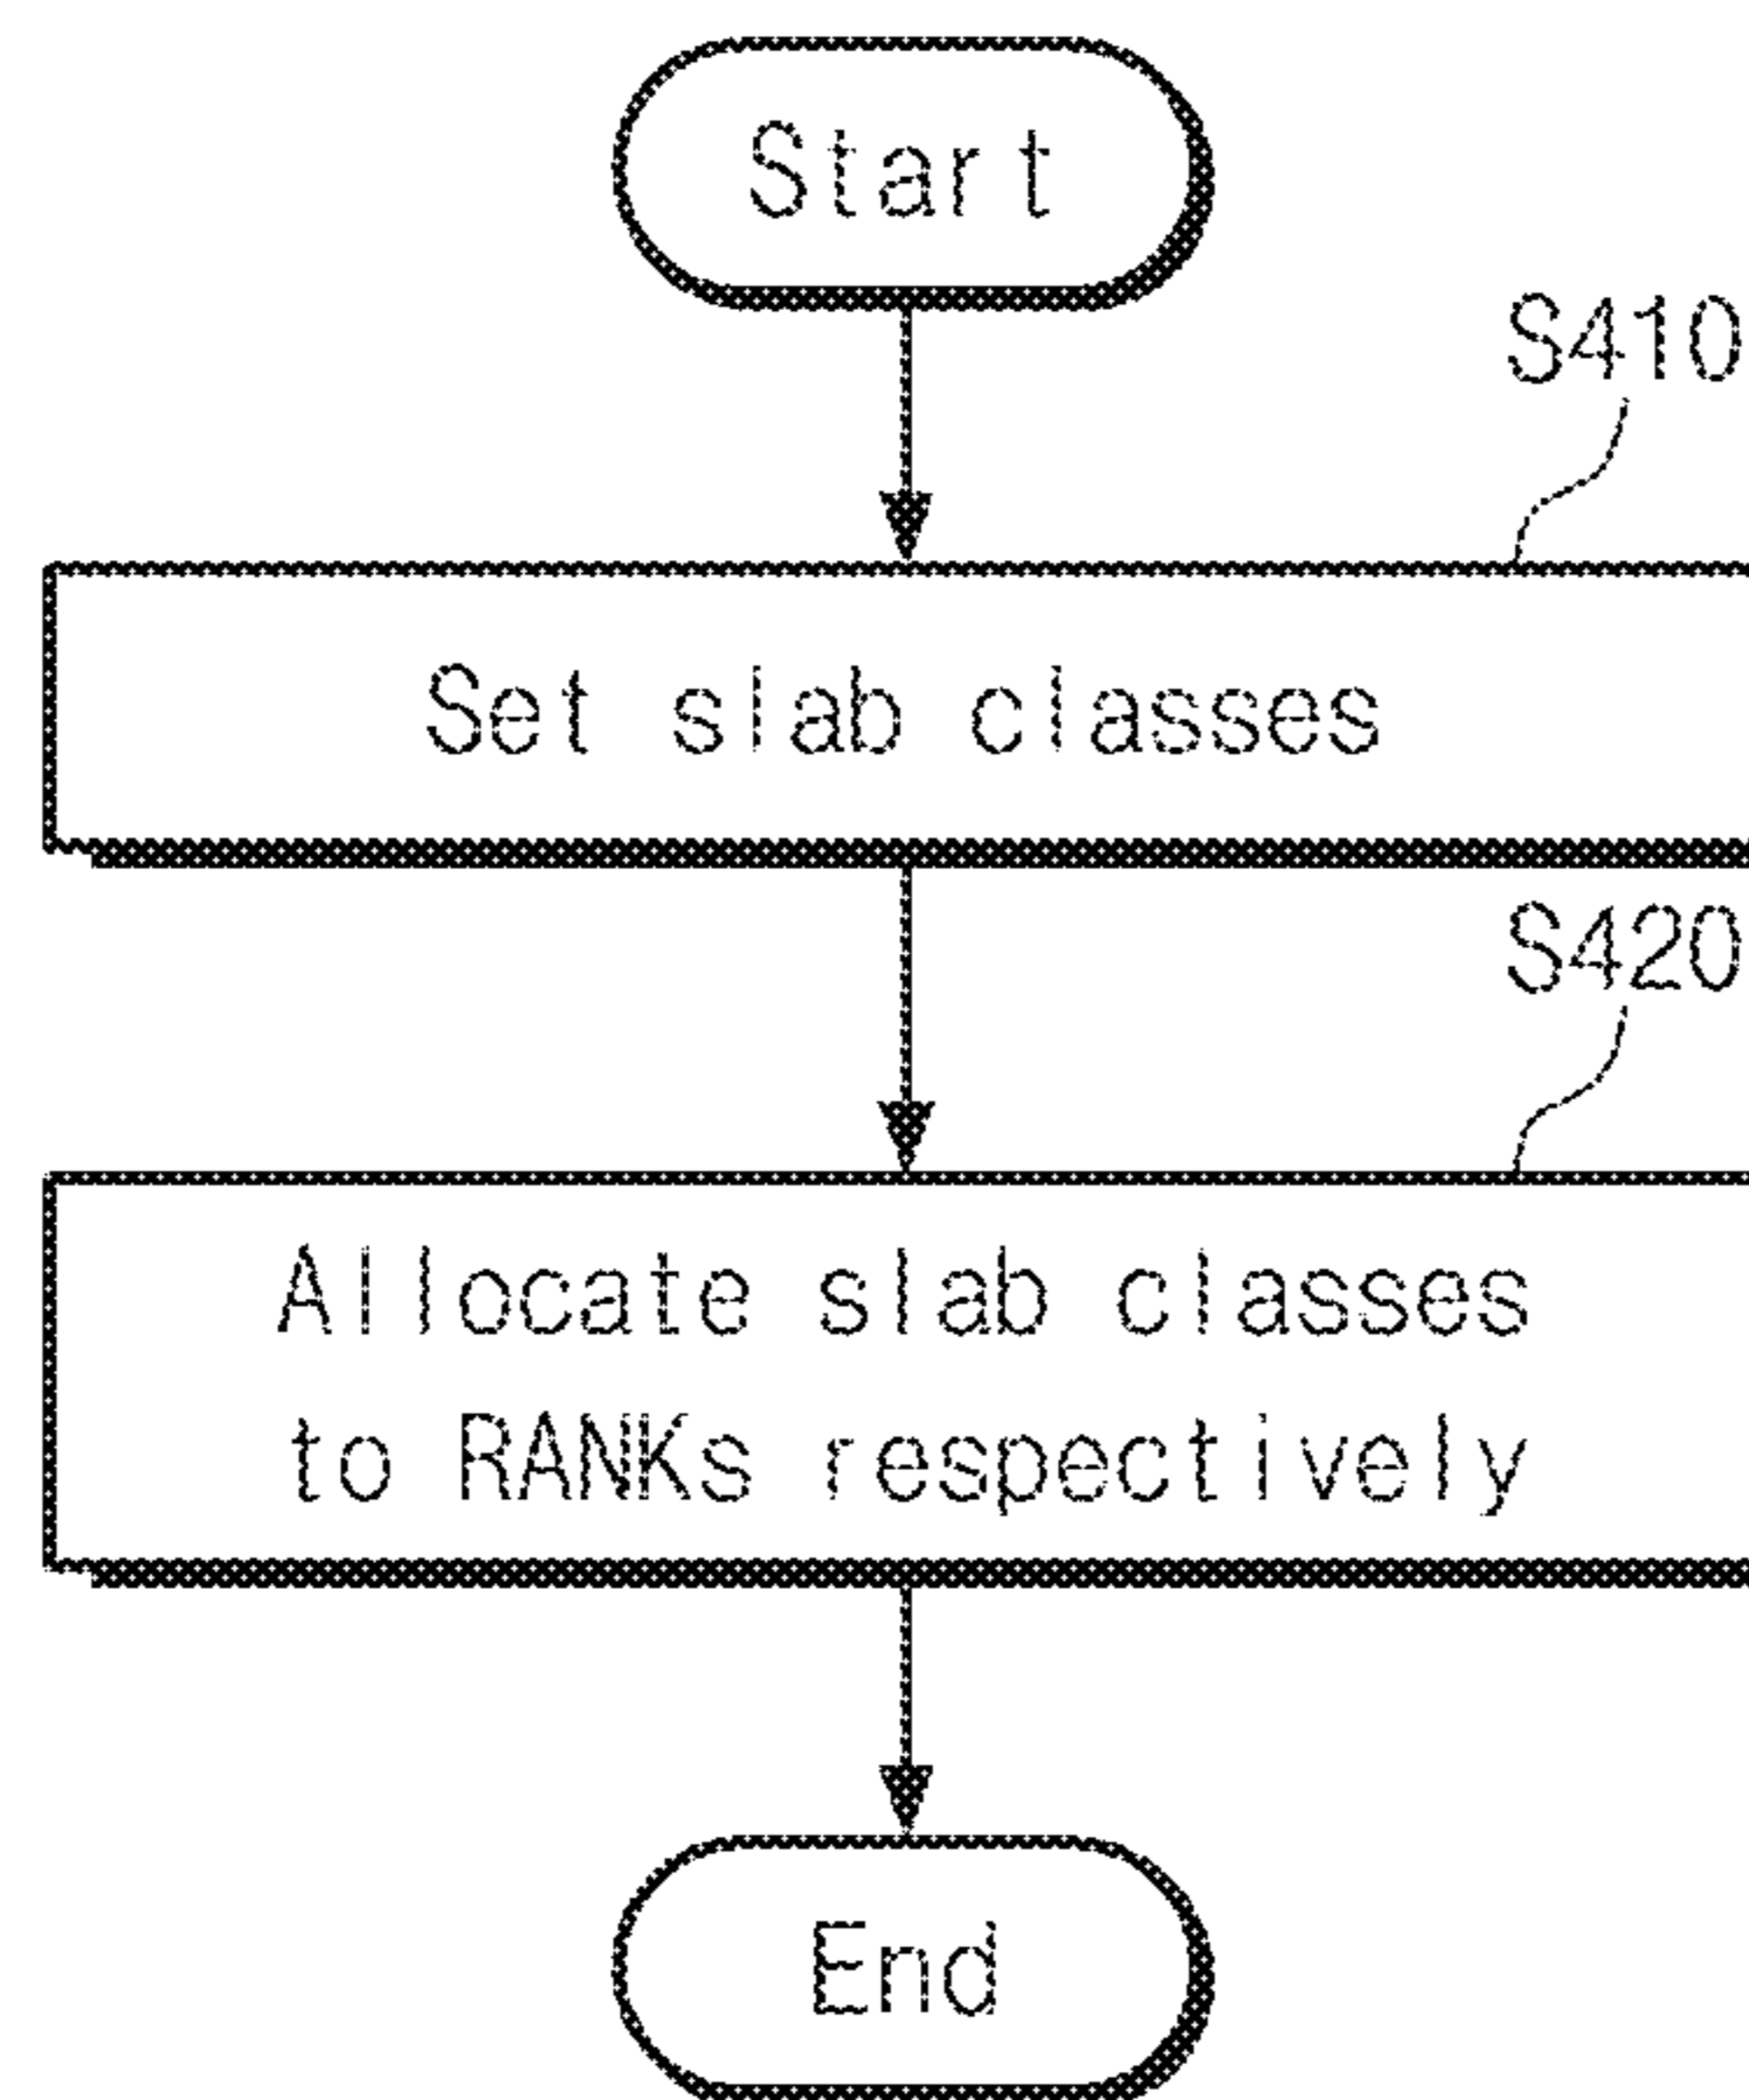 Start
S410
Set slab classes
S420
Allocate slab classes
to RANKs respectively
End